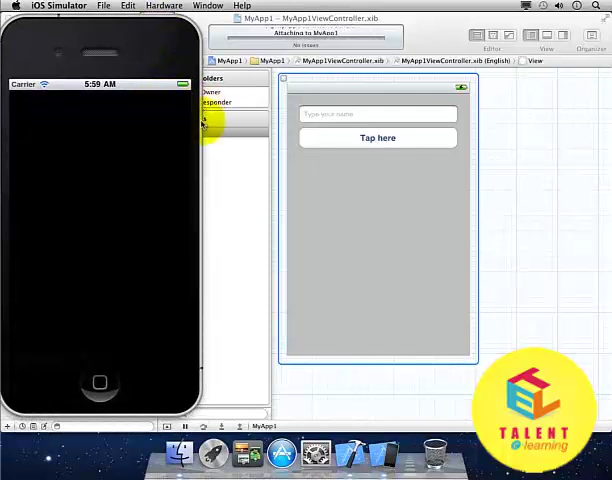 iOS Simulator File Edit Hardware Window Help
MyApp1 – MyApp1ViewController.xib
Attaching to MyApp1
No issues
Editor View Organizer
MyApp1 MyApp1 MyApp1ViewController.xib MyApp1ViewController.xib (English) View
Carrier 5:59 AM
olders
Owner
esponder
s
Type your name
Tap here
MyApp1
TALENT
e-learning